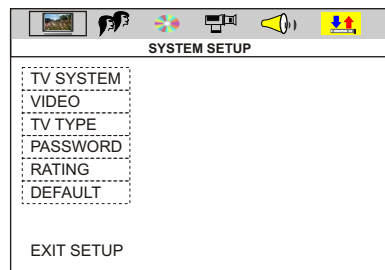 SYSTEM SETUP
TV SYSTEM
VIDEO
TV TYPE
PASSWORD
RATING
DEFAULT
EXIT SETUP